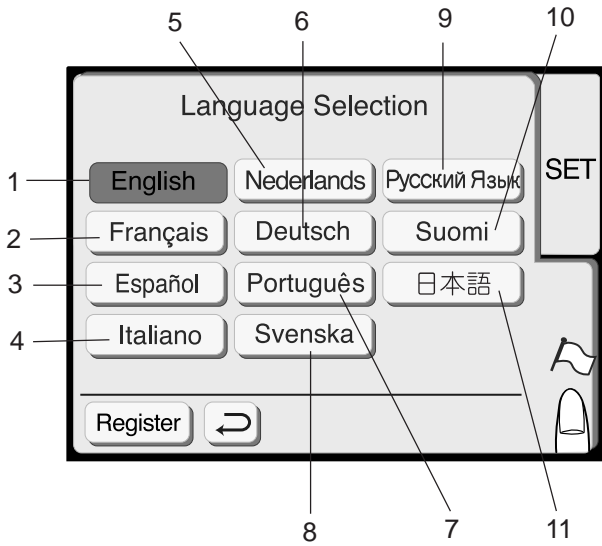 5 6 9 10
Language Selection
SET
1 English Nederlands Русский Язык
2 Français Deutsch Suomi
3 Español Português 日本語
4 Italiano Svenska
Register
8 7 11